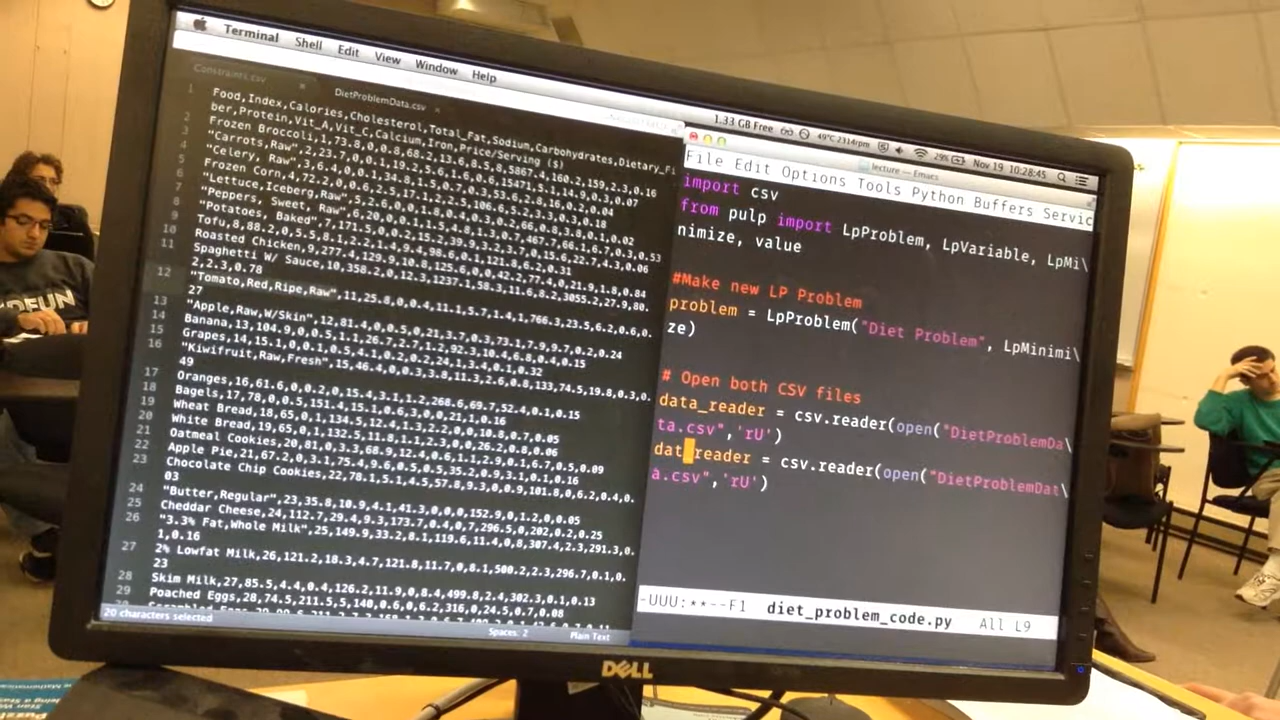 Terminal Shell Edit View Window Help
Constraints.csv
DietProblemData.csv
1 Food,Index,Calories,Cholesterol,Total_Fat,Sodium,Carbohydrates,Dietary_Fi
ber,Protein,Vit_A,Vit_C,Calcium,Iron,Price/Serving ($)
2 Frozen Broccoli,1,73.8,0,0.8,68.2,13.6,8.5,8,5867.4,160.2,159,2.3,0.16
3 "Carrots,Raw",2,23.7,0,0.1,19.2,5.6,1.6,0.6,15471,5.1,14.9,0.3,0.07
4 "Celery, Raw",3,6.4,0,0.1,34.8,1.5,0.7,0.3,53.6,2.8,16,0.2,0.04
5 Frozen Corn,4,72.2,0,0.6,2.5,17.1,2,2.5,106.6,5.2,3.3,0.3,0.18
6 "Lettuce,Iceberg,Raw",5,2.6,0,0,1.8,0.4,0.3,0.2,66,0.8,3.8,0.1,0.02
7 "Peppers, Sweet, Raw",6,20,0,0.1,1.5,4.8,1.3,0.7,467.7,66.1,6.7,0.3,0.53
8 "Potatoes, Baked",7,171.5,0,0.2,15.2,39.9,3.2,3.7,0,15.6,22.7,4.3,0.06
9 Tofu,8,88.2,0,5.5,8.1,2.2,1.4,9.4,98.6,0.1,121.8,6.2,0.31
10 Roasted Chicken,9,277.4,129.9,10.8,125.6,0,0,42.2,77.4,0,21.9,1.8,0.84
11 Spaghetti W/ Sauce,10,358.2,0,12.3,1237.1,58.3,11.6,8.2,3055.2,27.9,80.
2,2.3,0.78
12 "Tomato,Red,Ripe,Raw",11,25.8,0,0.4,11.1,5.7,1.4,1,766.3,23.5,6.2,0.6,0.
27
13 "Apple,Raw,W/Skin",12,81.4,0,0.5,0,21,3.7,0.3,73.1,7.9,9.7,0.2,0.24
14 Banana,13,104.9,0,0.5,1.1,26.7,2.7,1.2,92.3,10.4,6.8,0.4,0.15
15 Grapes,14,15.1,0,0.1,0.5,4.1,0.2,0.2,24,1,3.4,0.1,0.32
16 "Kiwifruit,Raw,Fresh",15,46.4,0,0.3,3.8,11.3,2.6,0.8,133,74.5,19.8,0.3,0.
49
17 Oranges,16,61.6,0,0.2,0,15.4,3.1,1.2,268.6,69.7,52.4,0.1,0.15
18 Bagels,17,78,0,0.5,151.4,15.1,0.6,3,0,0,21,1,0.16
19 Wheat Bread,18,65,0,1,134.5,12.4,1.3,2.2,0,0,10.8,0.7,0.05
20 White Bread,19,65,0,1,132.5,11.8,1.1,2.3,0,0,26.2,0.8,0.06
21 Oatmeal Cookies,20,81,0,3.3,68.9,12.4,0.6,1.1,2.9,0.1,6.7,0.5,0.09
22 Apple Pie,21,67.2,0,3.1,75.4,9.6,0.5,0.5,35.2,0.9,3.1,0.1,0.16
23 Chocolate Chip Cookies,22,78.1,5.1,4.5,57.8,9.3,0,0.9,101.8,0,6.2,0.4,0.
03
24 "Butter,Regular",23,35.8,10.9,4.1,41.3,0,0,0,152.9,0,1.2,0,0.05
25 Cheddar Cheese,24,112.7,29.4,9.3,173.7,0.4,0,7,296.5,0,202,0.2,0.25
26 "3.3% Fat,Whole Milk",25,149.9,33.2,8.1,119.6,11.4,0,8,307.4,2.3,291.3,0.
1,0.16
27 2% Lowfat Milk,26,121.2,18.3,4.7,121.8,11.7,0,8.1,500.2,2.3,296.7,0.1,0.
23
28 Skim Milk,27,85.5,4.4,0.4,126.2,11.9,0,8.4,499.8,2.4,302.3,0.1,0.13
29 Poached Eggs,28,74.5,211.5,5,140,0.6,0,6.2,316,0,24.5,0.7,0.08
20 characters selected
Spaces: 2
Plain Text
1.33 GB Free 49°C 2314rpm 29% Nov 19 10:28:45
lecture — Emacs
File Edit Options Tools Python Buffers Servic
import csv
from pulp import LpProblem, LpVariable, LpMi\
nimize, value
#Make new LP Problem
problem = LpProblem("Diet Problem", LpMinimi\
ze)
# Open both CSV files
data_reader = csv.reader(open("DietProblemDa\
ta.csv",'rU')
dat_reader = csv.reader(open("DietProblemDat\
a.csv",'rU')
-UUU:**--F1 diet_problem_code.py All L9
DELL